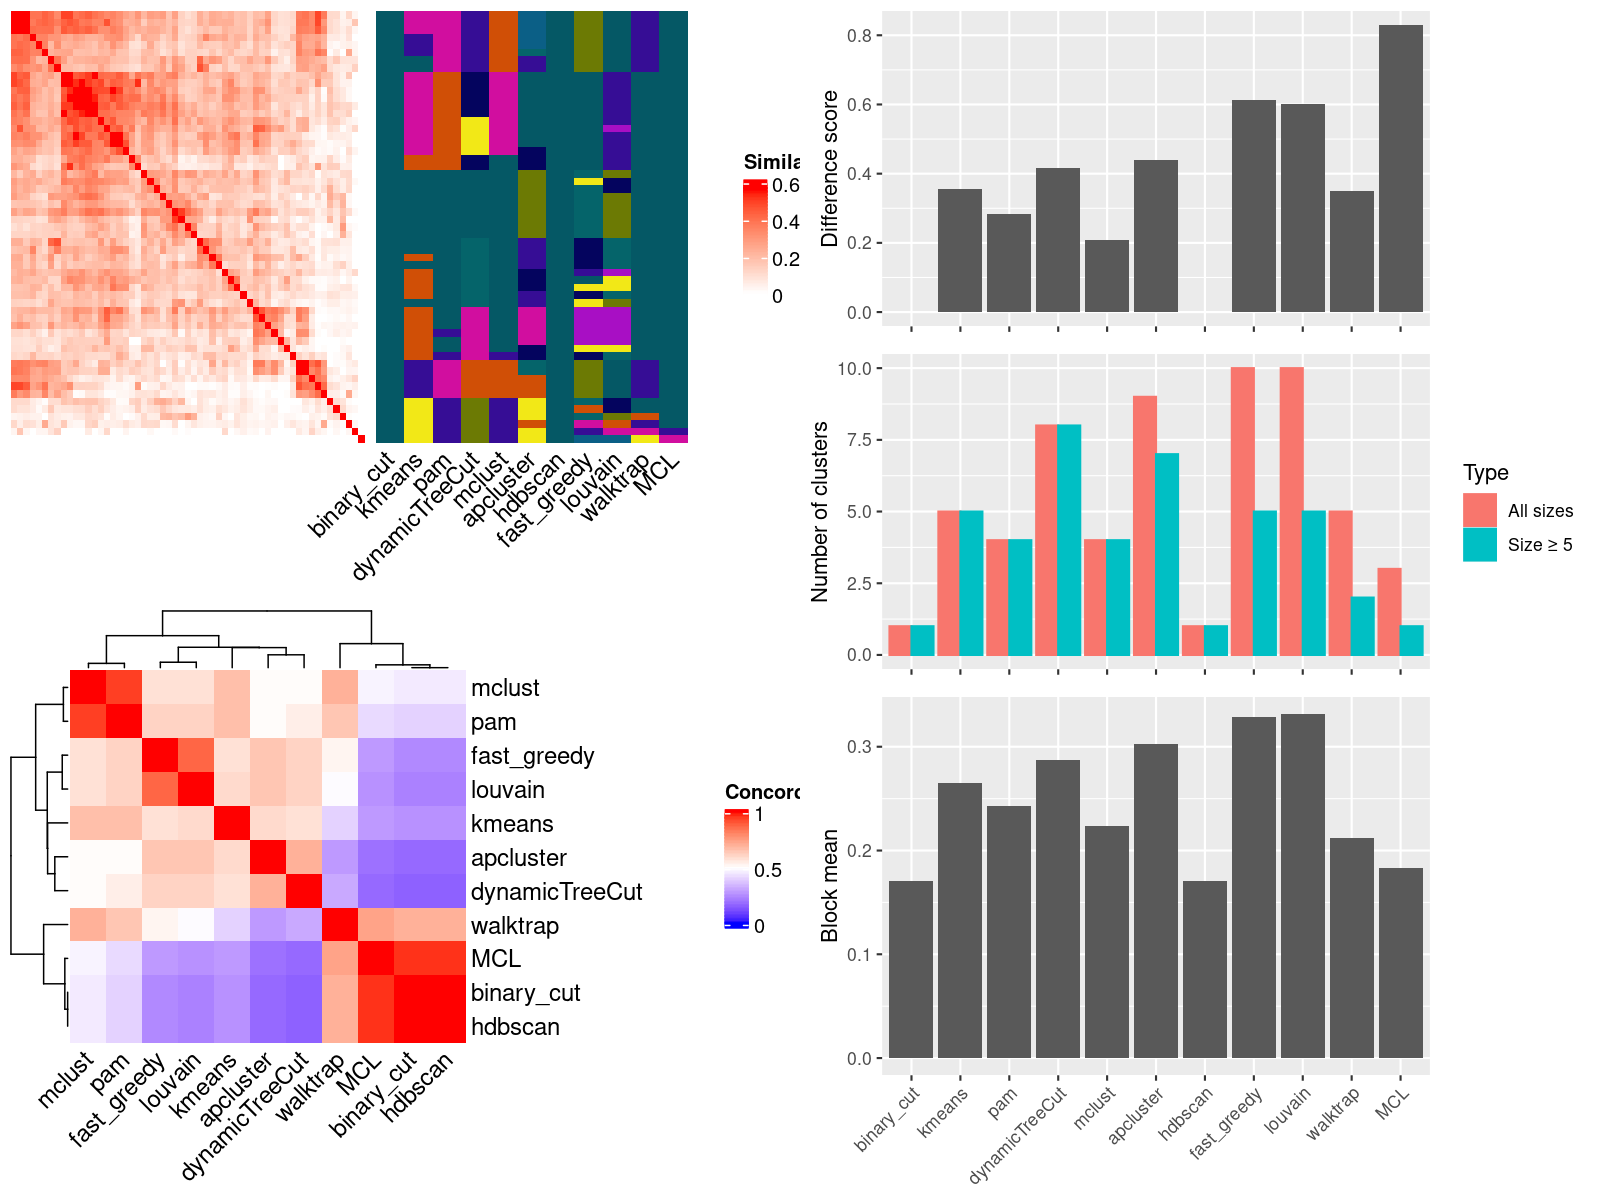 Simila
0.6
0.4
0.2
0
binary_cut
kmeans
pam
dynamicTreeCut
mclust
apcluster
hdbscan
fast_greedy
louvain
walktrap
MCL
mclust
pam
fast_greedy
louvain
kmeans
apcluster
dynamicTreeCut
walktrap
MCL
binary_cut
hdbscan
mclust
pam
fast_greedy
louvain
kmeans
apcluster
dynamicTreeCut
walktrap
MCL
binary_cut
hdbscan
Concord
1
0.5
0
Difference score
0.8
0.6
0.4
0.2
0.0
Number of clusters
10.0
7.5
5.0
2.5
0.0
Type
All sizes
Size ≥ 5
Block mean
0.3
0.2
0.1
0.0
binary_cut
kmeans
pam
dynamicTreeCut
mclust
apcluster
hdbscan
fast_greedy
louvain
walktrap
MCL